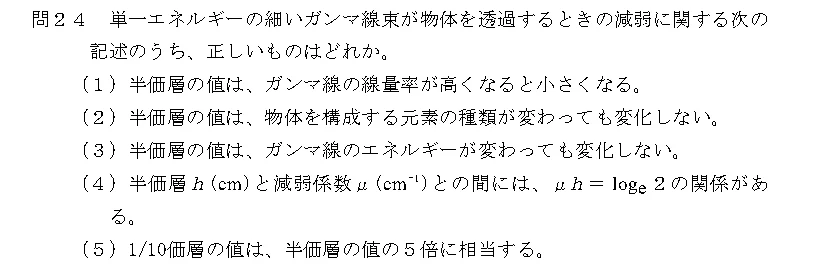 問２４　単一エネルギーの細いガンマ線束が物体を透過するときの減弱に関する次の
記述のうち、正しいものはどれか。
（１）半価層の値は、ガンマ線の線量率が高くなると小さくなる。
（２）半価層の値は、物体を構成する元素の種類が変わっても変化しない。
（３）半価層の値は、ガンマ線のエネルギーが変わっても変化しない。
（４）半価層ｈ(cm)と減弱係数μ(cm⁻¹)との間には、μｈ＝logₑ２の関係があ
る。
（５）1/10価層の値は、半価層の値の５倍に相当する。